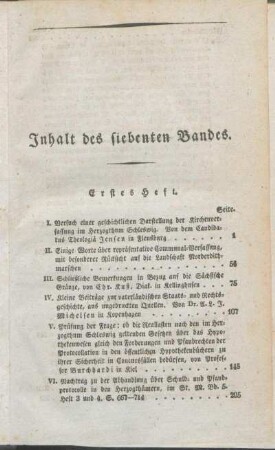 Inhalt des siebenten Bandes.
Erstes Heft.
Seite.
I. Versuch einer geschichtlichen Darstellung der Kirchenver-
fassung im Herzogthum Schleswig. Von dem Candida-
tus Theologiä Jensen in Flensburg 1
II. Einige Worte über repräsentative Communal-Verfassung,
mit besonderer Rücksicht auf die Landschaft Norderdith-
marschen 56
III. Schließliche Bemerkungen in Bezug auf die Sächsische
Gränze, von Chr. Kuß, Diak. in Kellinghusen 75
IV. Kleine Beiträge zur vaterländischen Staats- und Rechts-
geschichte, aus ungedruckten Quellen. Von Dr. A. L. J.
Michelsen in Kopenhagen 107
V. Prüfung der Frage: ob die Reallasten nach den im Her-
zogthum Schleswig geltenden Gesetzen über das Hypo-
thekenwesen gleich den Forderungen und Pfandrechten der
Protocollation in den öffentlichen Hypothekenbüchern zu
ihrer Sicherheit in Concursfällen bedürfen, von Profes-
sor Burchardi in Kiel 145
VI. Nachtrag zu der Abhandlung über Schuld- und Pfand-
protocolle in den Herzogthümern, im St. M. Bd. 5.
Heft 3 und 4. S. 667-714 205